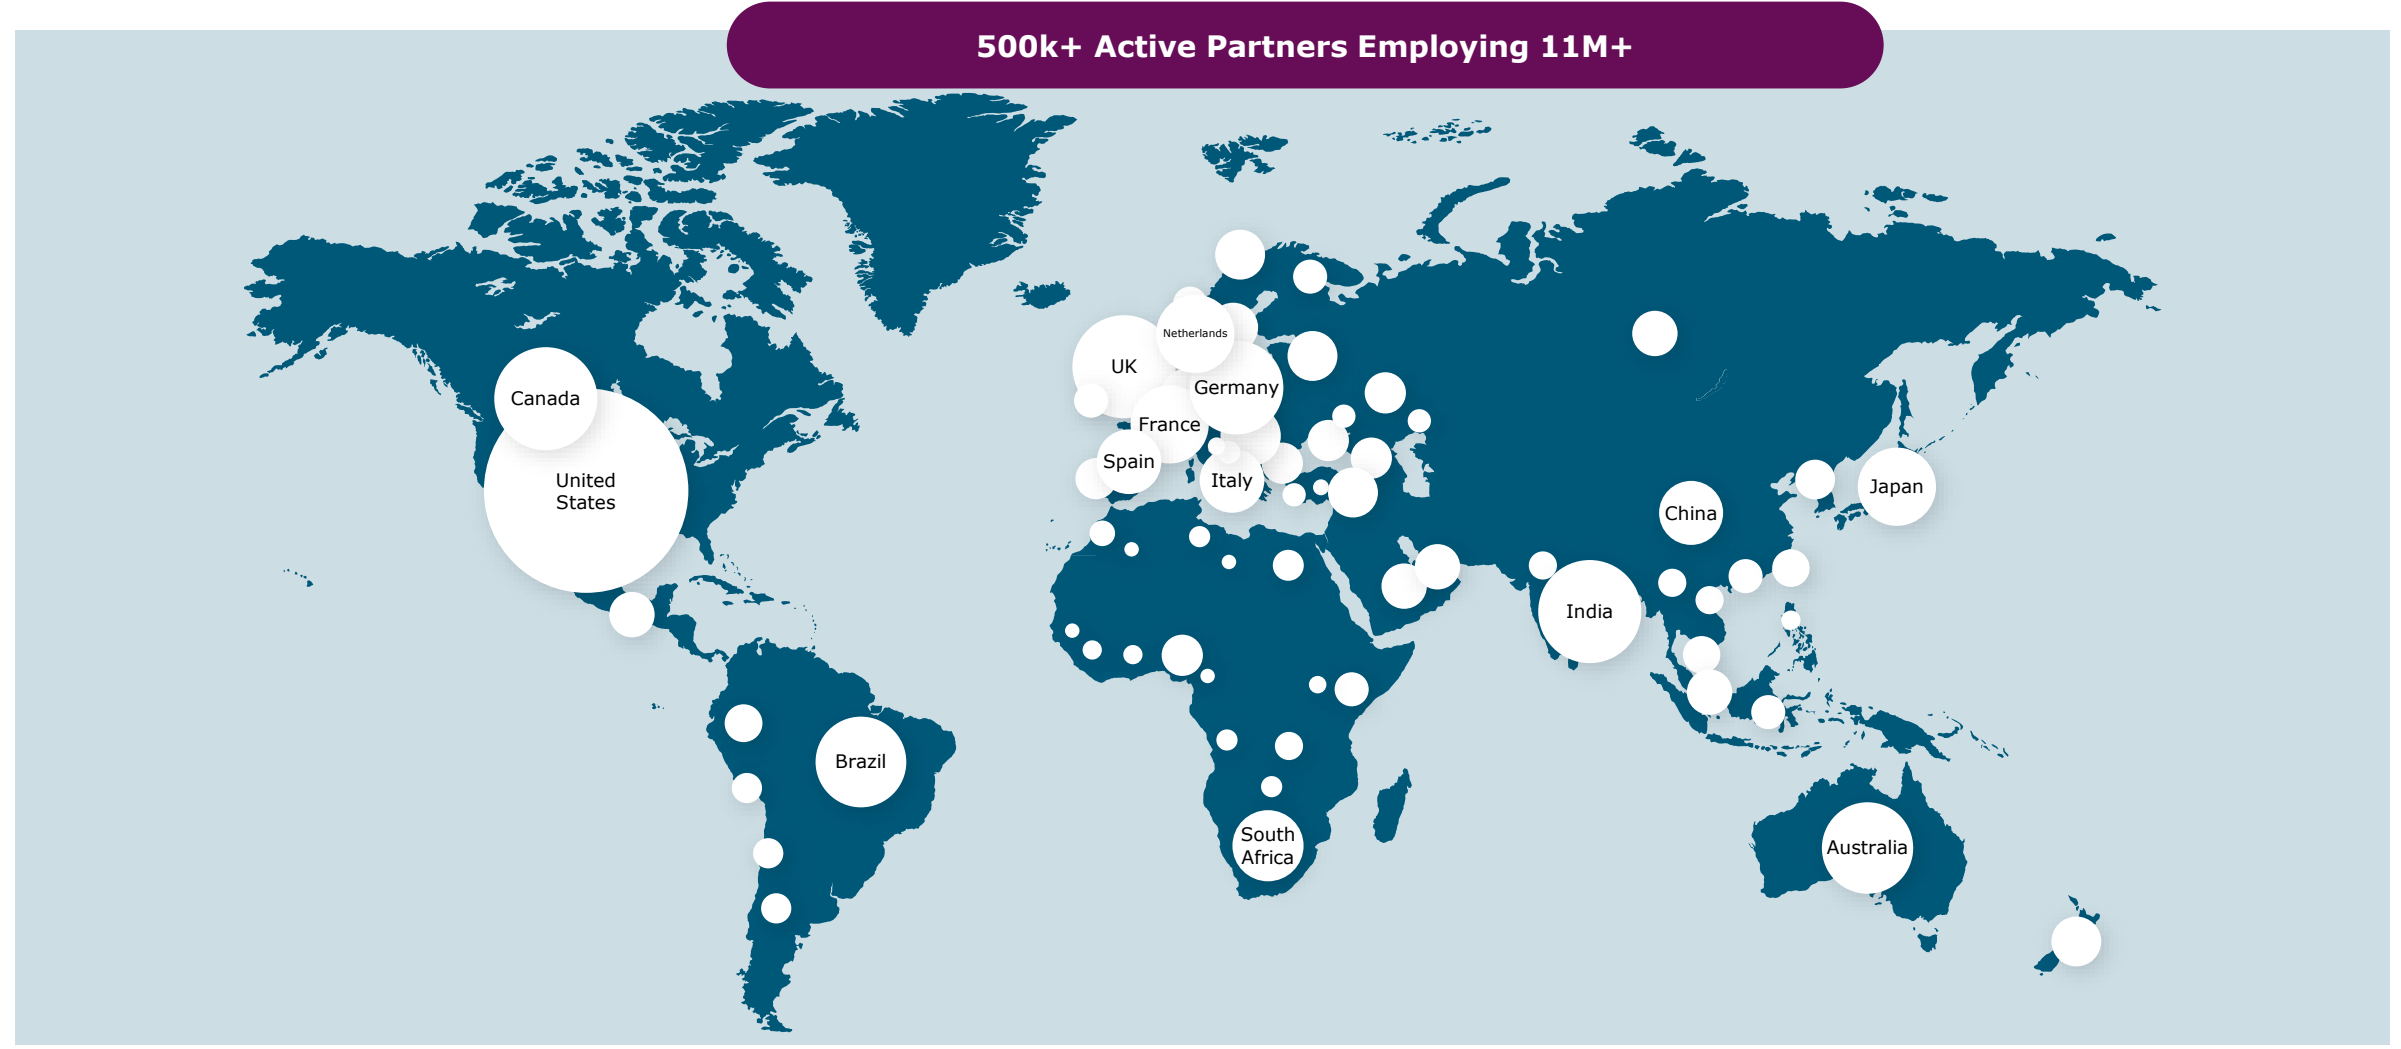 500k+ Active Partners Employing 11M+
Netherlands
UK
Germany
Canada
France
Spain
United
States
Italy
Japan
China
India
Brazil
South
Africa
Australia